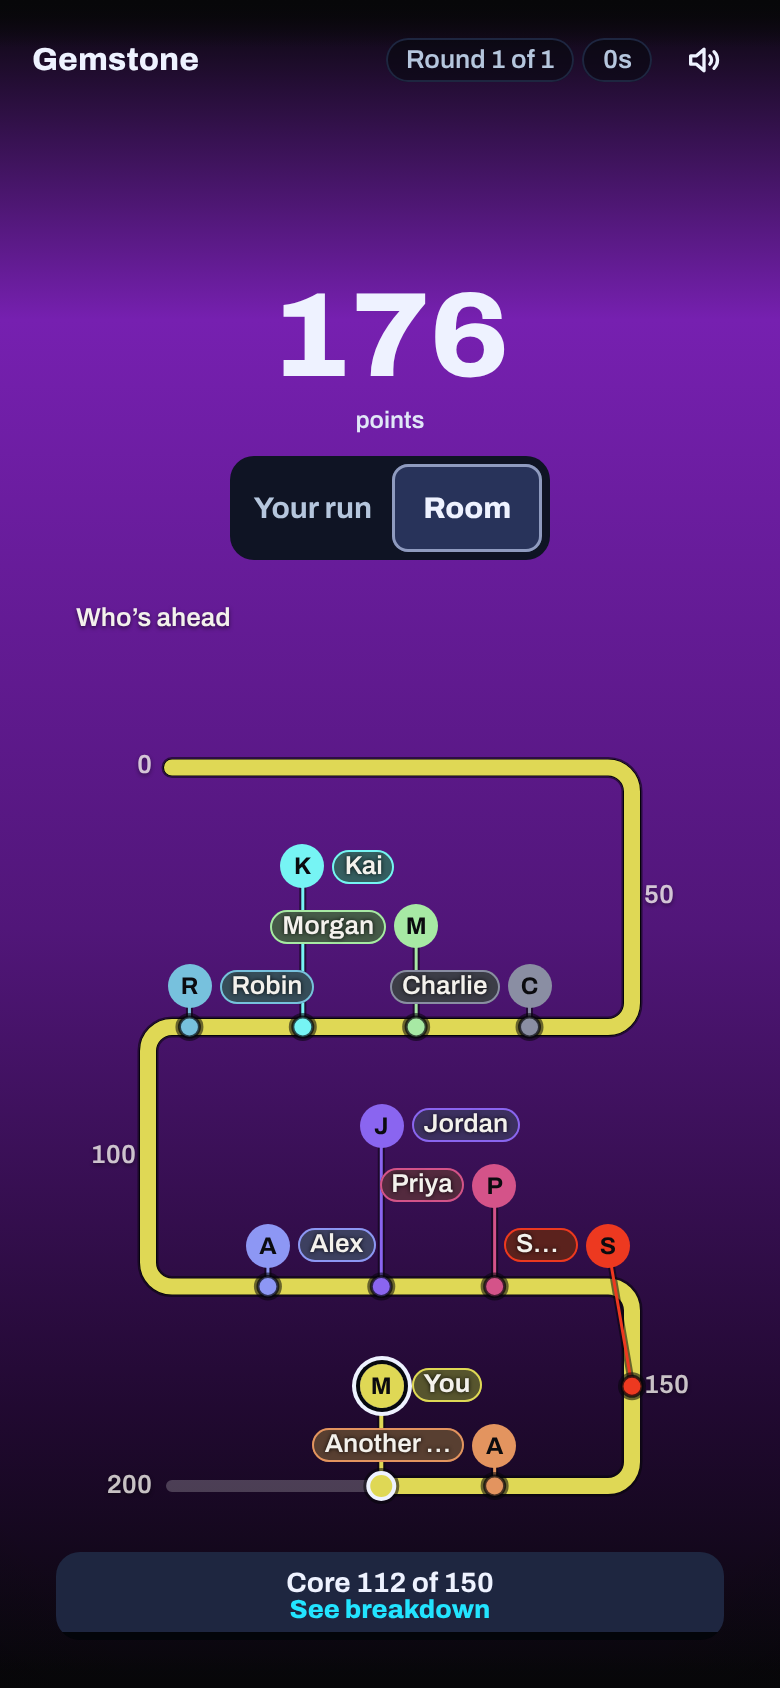 Gemstone
Round 1 of 1
0s
176
points
Your run
Room
Who's ahead
0
K
Kai
50
Morgan
M
R
Robin
Charlie
C
J
Jordan
100
Priya
P
A
Alex
S...
S
M
You
150
Another ...
A
200
Core 112 of 150
See breakdown